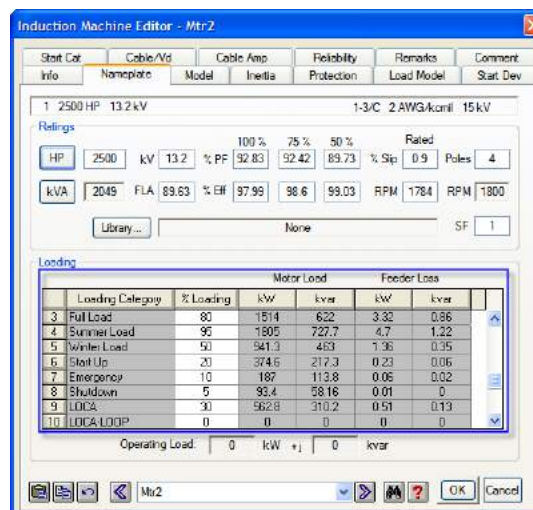 Induction Machine Editor - Mtr2
Start Cat Cable/Vd Cable Amp Reliability Remarks Comment
Info Nameplate Model Inertia Protection Load Model Start Dev
1 2500 HP 13.2 kV 1-3/C 2 AWG/kcmil 15 kV
Ratings
100 % 75 % 50 % Rated
HP 2500 kV 13.2 % PF 92.83 92.42 89.73 % Slip 0.9 Poles 4
kVA 2049 FLA 89.63 % Eff 97.99 98.6 99.03 RPM 1784 RPM 1800
Library... None SF 1
Loading
Motor Load Feeder Loss
Loading Category % Loading kW kvar kW kvar
3 Full Load 80 1514 622 3.32 0.86
4 Summer Load 95 1805 727.7 4.7 1.22
5 Winter Load 50 941.3 463 1.36 0.35
6 Start Up 20 374.6 217.3 0.23 0.06
7 Emergency 10 187 113.8 0.06 0.02
8 Shutdown 5 93.4 58.16 0.01 0
9 LOCA 30 562.8 310.2 0.51 0.13
10 LOCA-LOOP 0 0 0 0 0
Operating Load: 0 kW +j 0 kvar
Mtr2 ? OK Cancel